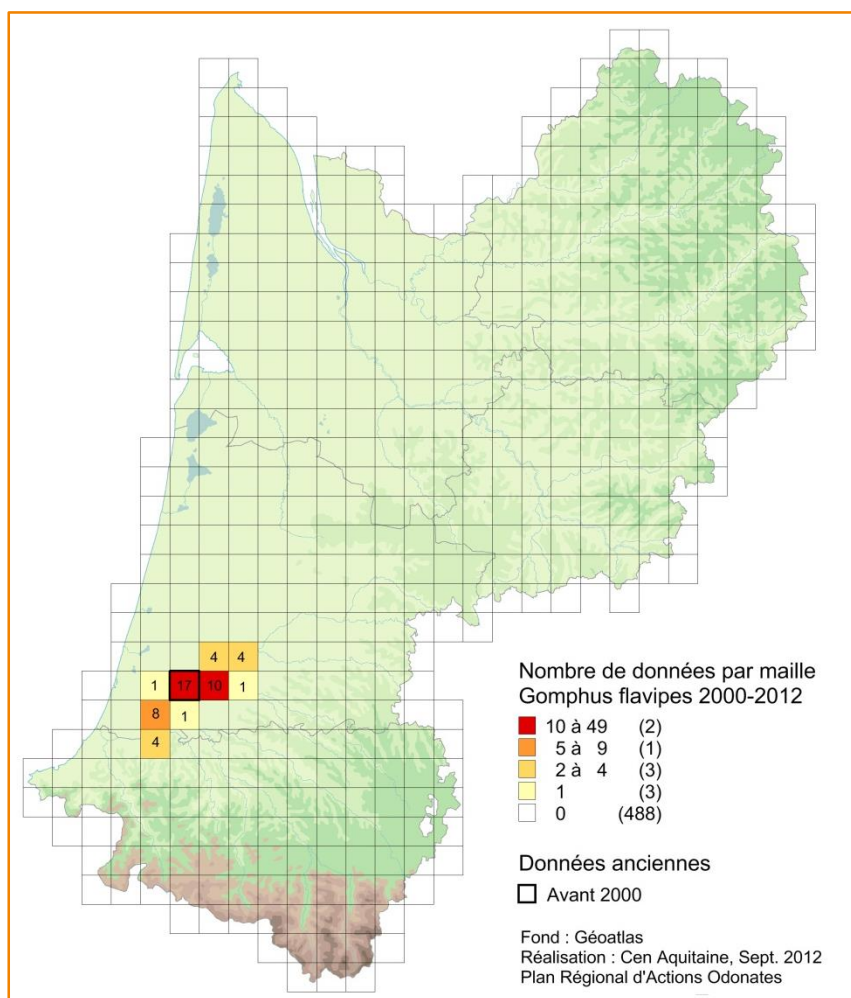 4 4
1 17 10 1
8 1
4
Nombre de données par maille
Gomphus flavipes 2000-2012
10 à 49 (2)
5 à 9 (1)
2 à 4 (3)
1 (3)
0 (488)
Données anciennes
Avant 2000
Fond : Géoatlas
Réalisation : Cen Aquitaine, Sept. 2012
Plan Régional d'Actions Odonates